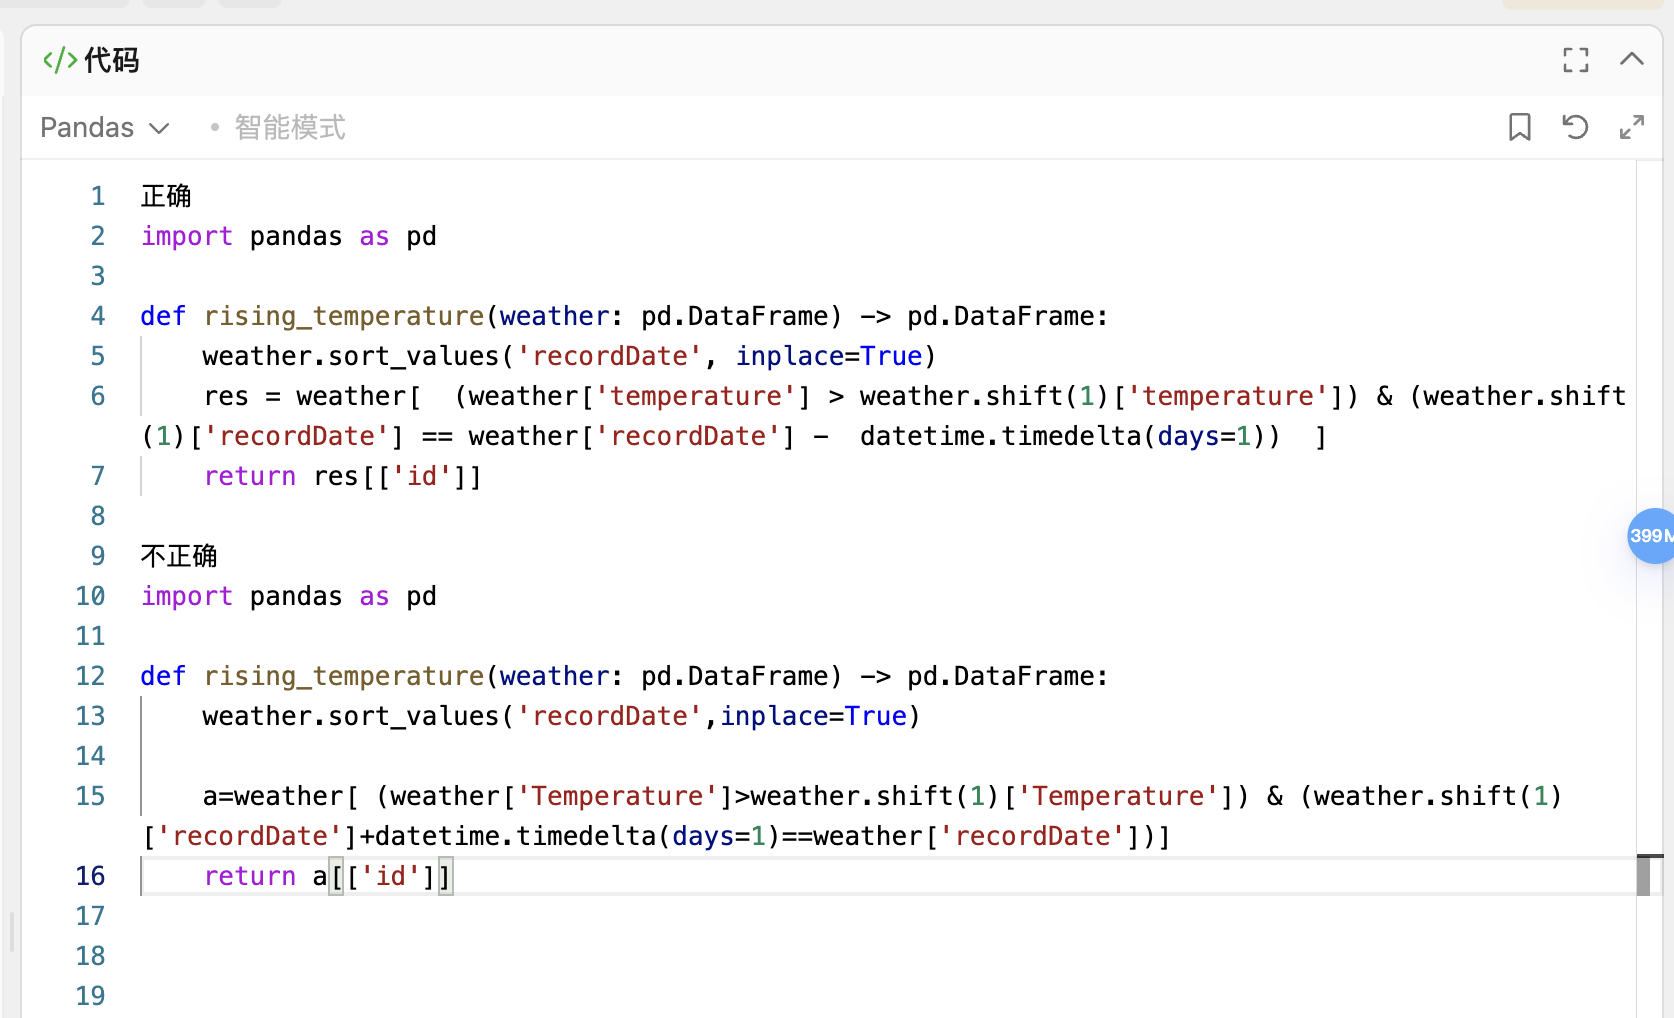 </> 代码
Pandas
• 智能模式
1 正确
2 import pandas as pd
3
4 def rising_temperature(weather: pd.DataFrame) -> pd.DataFrame:
5     weather.sort_values('recordDate', inplace=True)
6     res = weather[  (weather['temperature'] > weather.shift(1)['temperature']) & (weather.shift
(1)['recordDate'] == weather['recordDate'] -  datetime.timedelta(days=1))  ]
7     return res[['id']]
8
9 不正确
10 import pandas as pd
11
12 def rising_temperature(weather: pd.DataFrame) -> pd.DataFrame:
13     weather.sort_values('recordDate',inplace=True)
14
15     a=weather[ (weather['Temperature']>weather.shift(1)['Temperature']) & (weather.shift(1)
['recordDate']+datetime.timedelta(days=1)==weather['recordDate'])]
16     return a[['id']]
17
18
19
399M